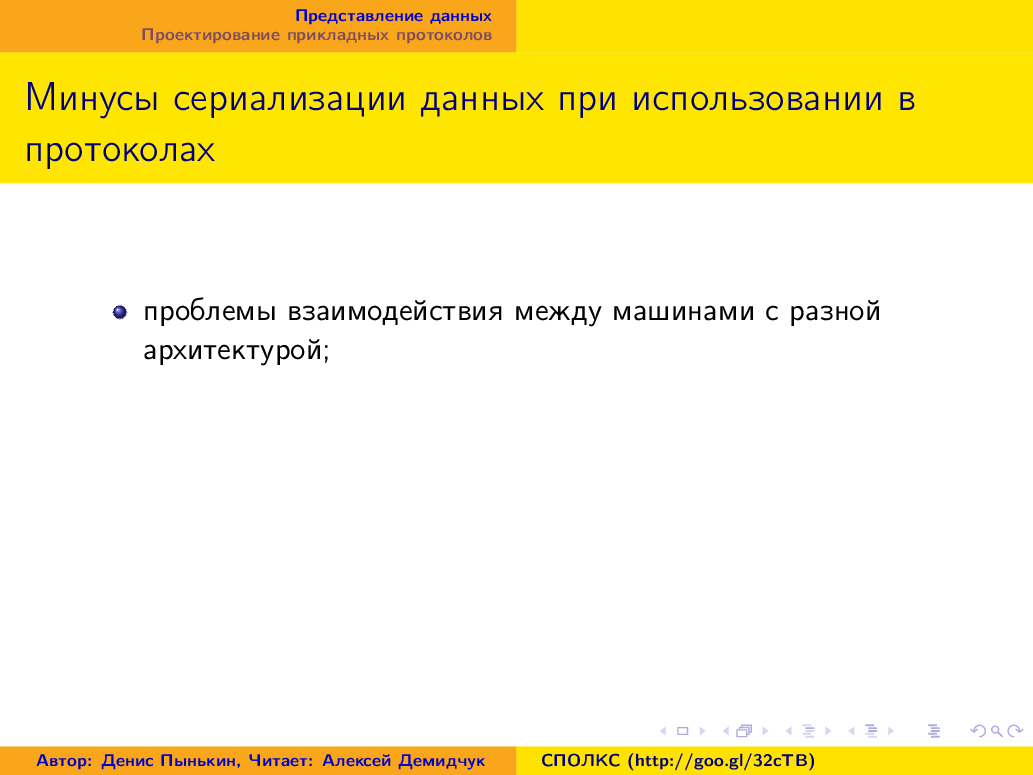 Представление данных
Проектирование прикладных протоколов
Минусы сериализации данных при использовании в
протоколах
проблемы взаимодействия между машинами с разной
архитектурой;
Автор: Денис Пынькин, Читает: Алексей Демидчук
СПОЛКС (http://goo.gl/32cTB)